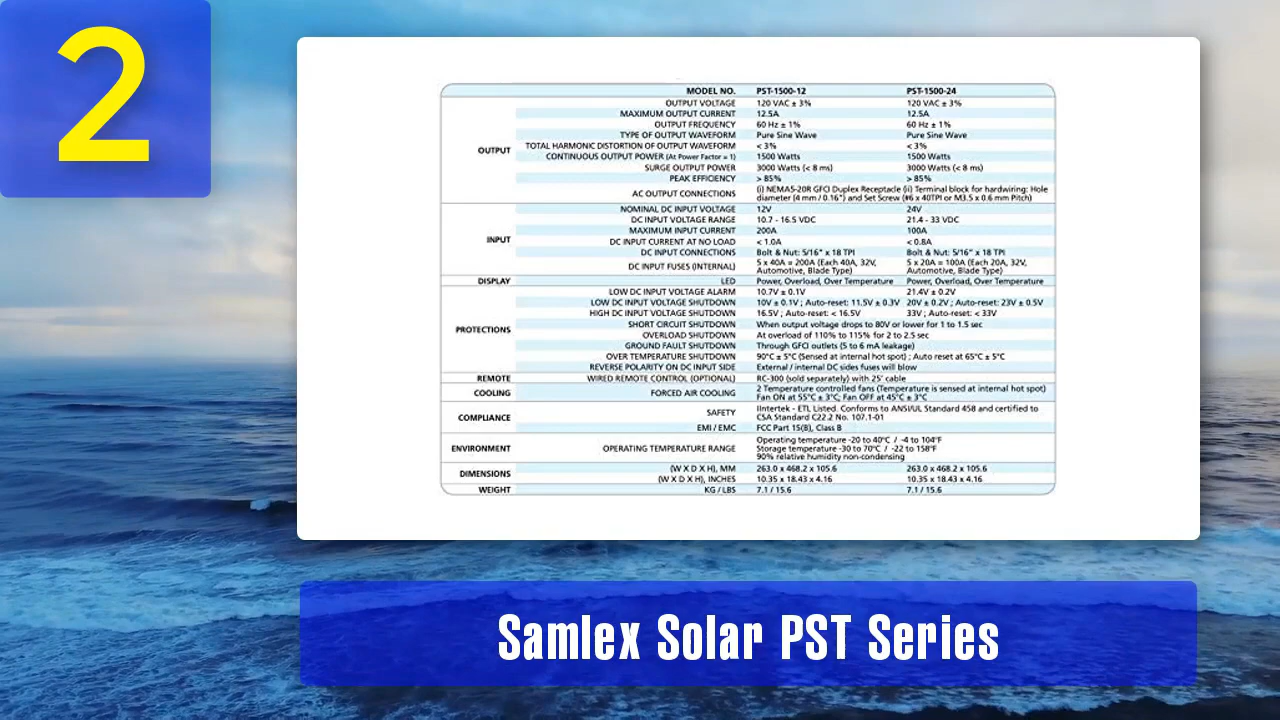 2
MODEL NO. PST-1500-12 PST-1500-24
OUTPUT
OUTPUT VOLTAGE 120 VAC ± 3% 120 VAC ± 3%
MAXIMUM OUTPUT CURRENT 12.5A 12.5A
OUTPUT FREQUENCY 60 Hz ± 1% 60 Hz ± 1%
TYPE OF OUTPUT WAVEFORM Pure Sine Wave Pure Sine Wave
TOTAL HARMONIC DISTORTION OF OUTPUT WAVEFORM < 3% < 3%
CONTINUOUS OUTPUT POWER (At Power Factor = 1) 1500 Watts 1500 Watts
SURGE OUTPUT POWER 3000 Watts (< 8 ms) 3000 Watts (< 8 ms)
PEAK EFFICIENCY > 85% > 85%
AC OUTPUT CONNECTIONS (i) NEMA5-20R GFCI Duplex Receptacle (ii) Terminal block for hardwiring: Hole
diameter (4 mm / 0.16") and Set Screw (#6 x 40TPI or M3.5 x 0.6 mm Pitch)
INPUT
NOMINAL DC INPUT VOLTAGE 12V 24V
DC INPUT VOLTAGE RANGE 10.7 - 16.5 VDC 21.4 - 33 VDC
MAXIMUM INPUT CURRENT 200A 100A
DC INPUT CURRENT AT NO LOAD < 1.0A < 0.8A
DC INPUT CONNECTIONS Bolt & Nut: 5/16" x 18 TPI Bolt & Nut: 5/16" x 18 TPI
DC INPUT FUSES (INTERNAL) 5 x 40A = 200A (Each 40A, 32V, 5 x 20A = 100A (Each 20A, 32V,
Automotive, Blade Type) Automotive, Blade Type)
DISPLAY LED Power, Overload, Over Temperature Power, Overload, Over Temperature
PROTECTIONS
LOW DC INPUT VOLTAGE ALARM 10.7V ± 0.1V 21.4V ± 0.2V
LOW DC INPUT VOLTAGE SHUTDOWN 10V ± 0.1V ; Auto-reset: 11.5V ± 0.3V 20V ± 0.2V ; Auto-reset: 23V ± 0.5V
HIGH DC INPUT VOLTAGE SHUTDOWN 16.5V ; Auto-reset: < 16.5V 33V ; Auto-reset: < 33V
SHORT CIRCUIT SHUTDOWN When output voltage drops to 80V or lower for 1 to 1.5 sec
OVERLOAD SHUTDOWN At overload of 110% to 115% for 2 to 2.5 sec
GROUND FAULT SHUTDOWN Through GFCI outlets (5 to 6 mA leakage)
OVER TEMPERATURE SHUTDOWN 90°C ± 5°C (Sensed at internal hot spot) ; Auto reset at 65°C ± 5°C
REVERSE POLARITY ON DC INPUT SIDE External / internal DC sides fuses will blow
REMOTE WIRED REMOTE CONTROL (OPTIONAL) RC-300 (sold separately) with 25' cable
COOLING FORCED AIR COOLING 2 Temperature controlled fans (Temperature is sensed at internal hot spot)
Fan ON at 55°C ± 3°C; Fan OFF at 45°C ± 3°C
COMPLIANCE
SAFETY IIntertek - ETL Listed. Conforms to ANSI/UL Standard 458 and certified to
CSA Standard C22.2 No. 107.1-01
EMI / EMC FCC Part 15(B), Class B
ENVIRONMENT OPERATING TEMPERATURE RANGE Operating temperature -20 to 40°C / -4 to 104°F
Storage temperature -30 to 70°C / -22 to 158°F
90% relative humidity non-condensing
DIMENSIONS
(W X D X H), MM 263.0 x 468.2 x 105.6 263.0 x 468.2 x 105.6
(W X D X H), INCHES 10.35 x 18.43 x 4.16 10.35 x 18.43 x 4.16
WEIGHT KG / LBS 7.1 / 15.6 7.1 / 15.6
Samlex Solar PST Series